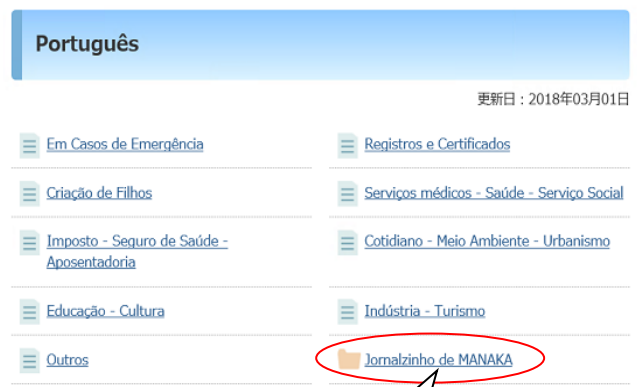 Português
更新日：2018年03月01日
Em Casos de Emergência
Registros e Certificados
Criação de Filhos
Serviços médicos - Saúde - Serviço Social
Imposto - Seguro de Saúde -
Aposentadoria
Cotidiano - Meio Ambiente - Urbanismo
Educação - Cultura
Indústria - Turismo
Outros
Jornalzinho de MANAKA